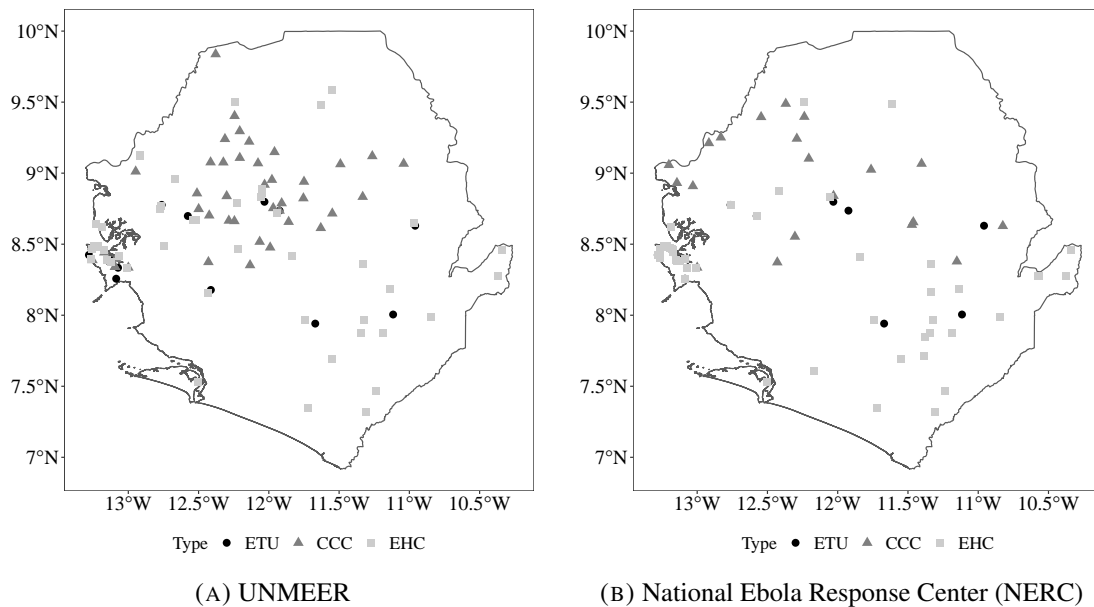 10°N
9.5°N
9°N
8.5°N
8°N
7.5°N
7°N
13°W 12.5°W 12°W 11.5°W 11°W 10.5°W
Type ETU CCC EHC
(A) UNMEER
10°N
9.5°N
9°N
8.5°N
8°N
7.5°N
7°N
13°W 12.5°W 12°W 11.5°W 11°W 10.5°W
Type ETU CCC EHC
(B) National Ebola Response Center (NERC)